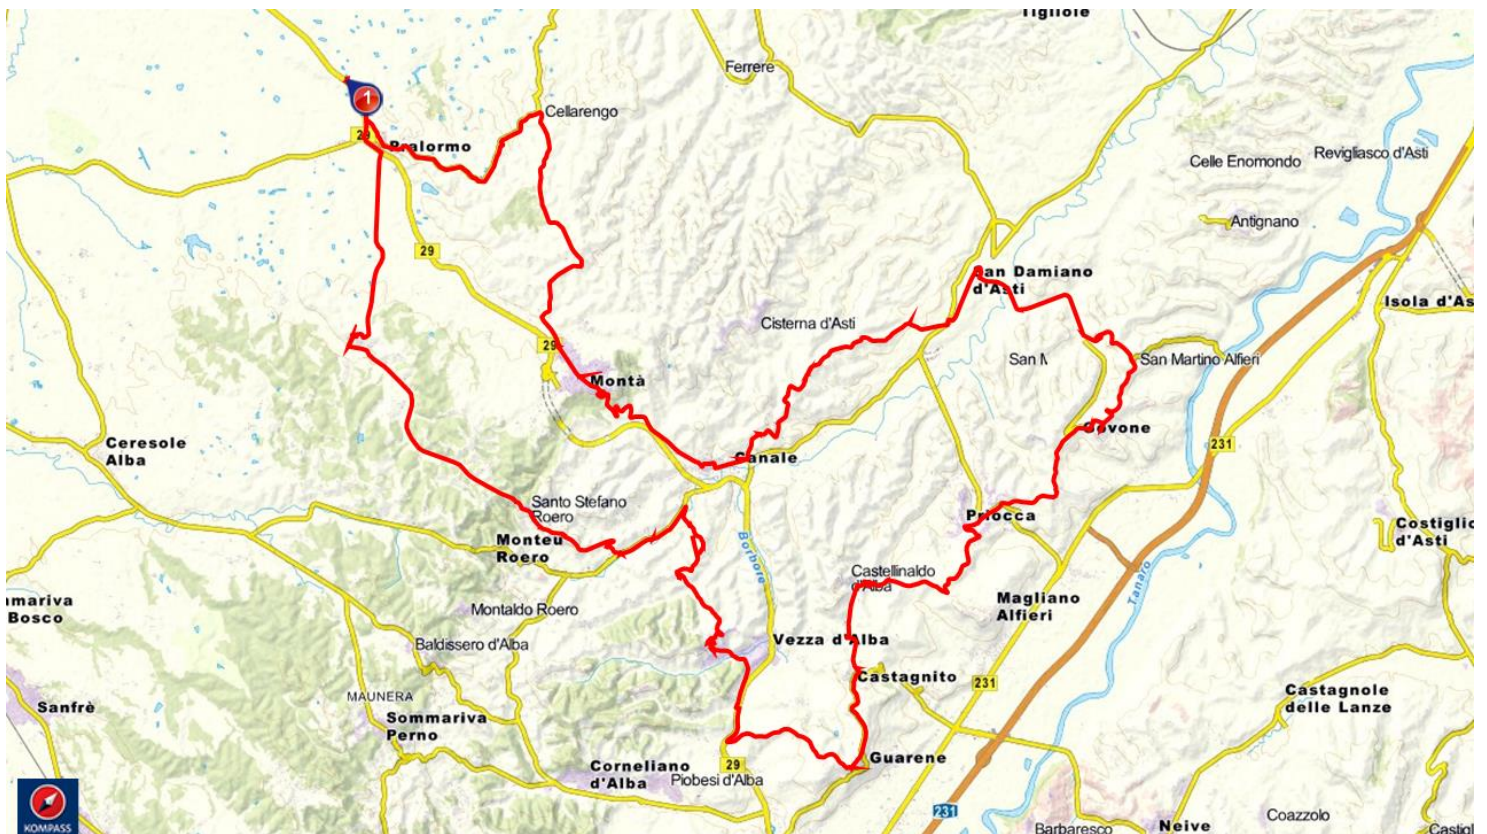 Tigliole
Ferrere
1
Cellarengo
29
Pralormo
Revigliasco d'Asti
Celle Enomondo
Antignano
29
San Damiano
d'Asti
Isola d'As
Cisterna d'Asti
29
San M
San Martino Alfieri
Montà
Govone
Ceresole
Alba
231
Canale
Santo Stefano
Roero
Priocca
Costiglio
d'Asti
Monteu
Roero
Borbore
Castellinaldo
d'Alba
Tanaro
mariva
Bosco
Magliano
Alfieri
Montaldo Roero
Baldissero d'Alba
Vezza d'Alba
Castagnito
231
MAUNERA
Castagnole
delle Lanze
Sanfrè
Sommariva
Perno
Guarene
29
Corneliano
d'Alba
Piobesi d'Alba
231
Coazzolo
Barbaresco
Neive
Castigl
KOMPASS